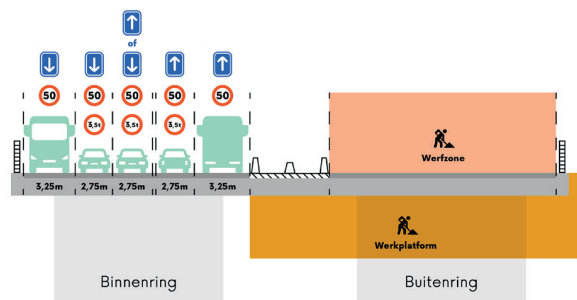 of
50 50 50 50 50
3,5t 3,5t 3,5t
Werfzone
3,25m 2,75m 2,75m 2,75m 3,25m
Werkplatform
Binnenring Buitenring